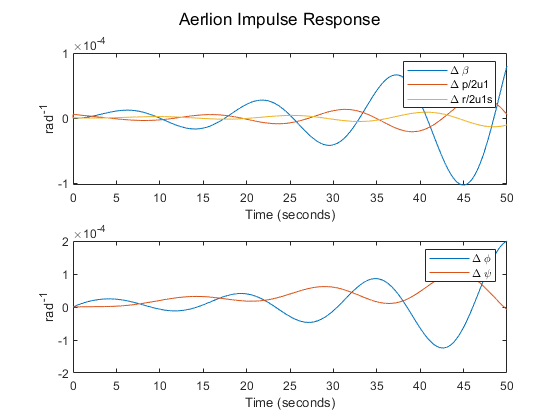 Aerlion Impulse Response
×10⁻⁴
1
0
-1
rad⁻¹
Δ β
Δ p/2u1
Δ r/2u1s
0 5 10 15 20 25 30 35 40 45 50
Time (seconds)
×10⁻⁴
2
1
0
-1
-2
rad⁻¹
Δ ϕ
Δ ψ
0 5 10 15 20 25 30 35 40 45 50
Time (seconds)